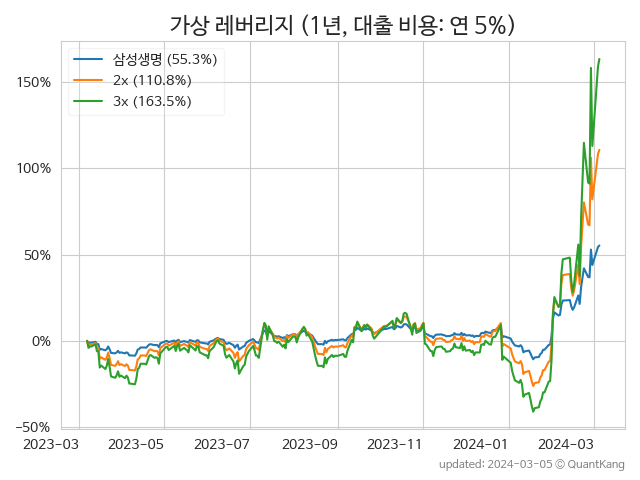 가상 레버리지 (1년, 대출 비용: 연 5%)
삼성생명 (55.3%)
2x (110.8%)
3x (163.5%)
150%
100%
50%
0%
−50%
2023-03 2023-05 2023-07 2023-09 2023-11 2024-01 2024-03
updated: 2024-03-05 © QuantKang